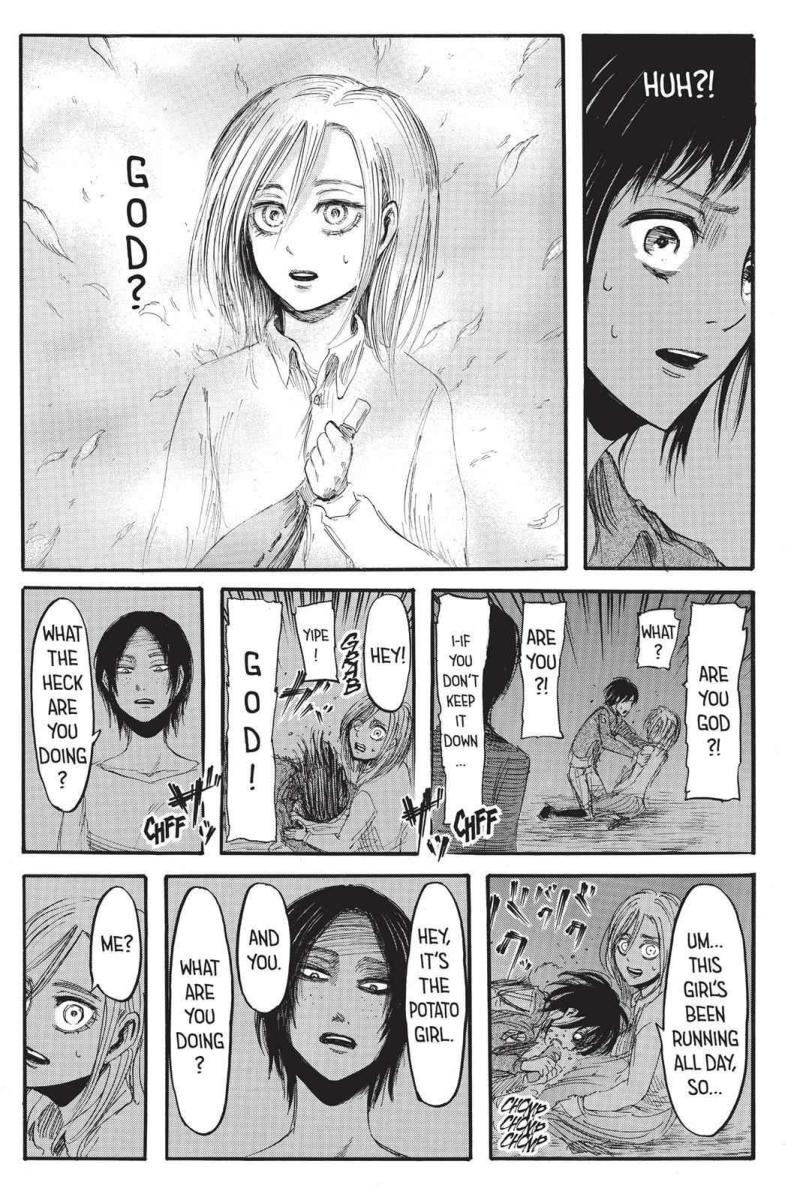 HUH?!
G
O
D
?
ARE
YOU
GOD
?!
WHAT
?
ARE
YOU
?!
I-IF
YOU
DON'T
KEEP
IT
DOWN
...
CHFF
HEY!
GRAB
YIPE
!
G
O
D
!
WHAT
THE
HECK
ARE
YOU
DOING
?
CHFF
UM...
THIS
GIRL'S
BEEN
RUNNING
ALL DAY,
SO...
CHOMP
CHOMP
CHOMP
HEY,
IT'S
THE
POTATO
GIRL.
AND
YOU.
WHAT
ARE
YOU
DOING
?
ME?